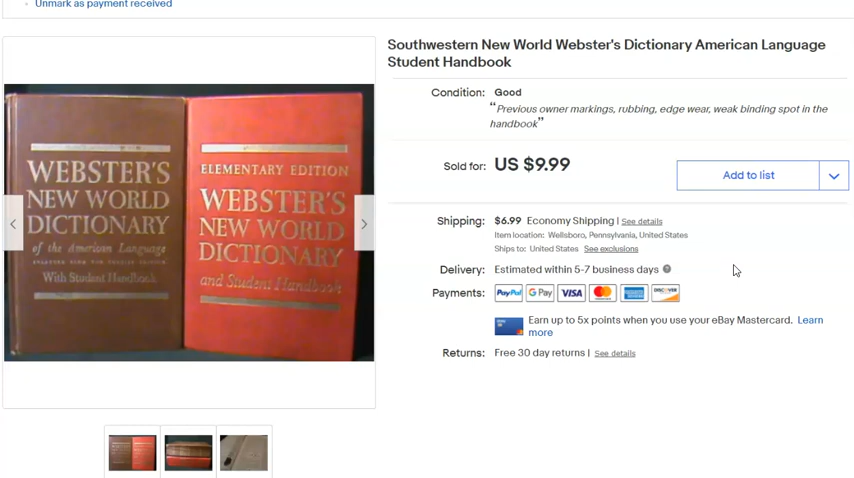 Unmark as payment received
Southwestern New World Webster's Dictionary American Language
Student Handbook
Condition: Good
“Previous owner markings, rubbing, edge wear, weak binding spot in the
handbook”
Sold for: US $9.99
Add to list
Shipping: $6.99 Economy Shipping | See details
Item location: Wellsboro, Pennsylvania, United States
Ships to: United States See exclusions
Delivery: Estimated within 5-7 business days
Payments: PayPal G Pay VISA
DISCOVER
Earn up to 5x points when you use your eBay Mastercard. Learn
more
Returns: Free 30 day returns | See details
WEBSTER'S
NEW WORLD
DICTIONARY
of the American Language
With Student Handbook
ELEMENTARY EDITION
WEBSTER'S
NEW WORLD
DICTIONARY
and Student Handbook